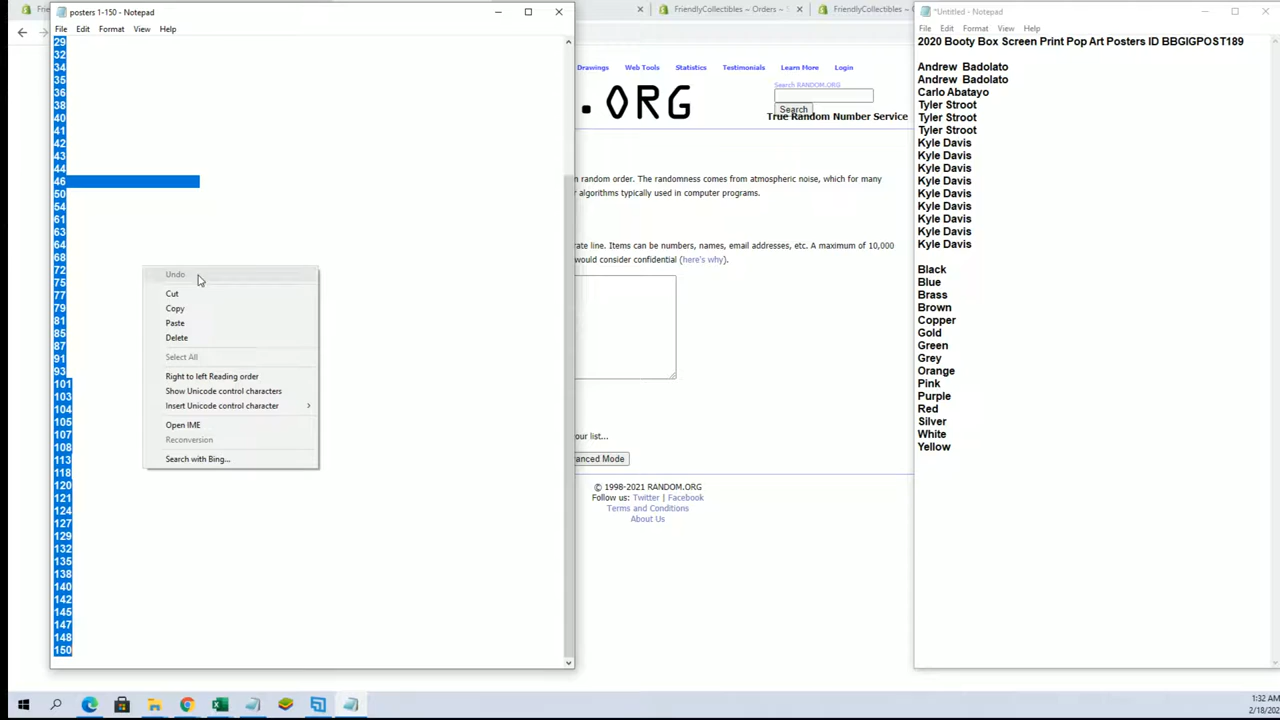 posters 1-150 - Notepad
File Edit Format View Help
29
32
34
35
36
38
40
41
42
43
44
46
50
54
61
63
64
68
72
75
77
79
81
85
87
91
93
101
103
104
105
107
108
113
118
120
121
124
127
129
132
135
138
140
142
145
147
148
150
Undo
Cut
Copy
Paste
Delete
Select All
Right to left Reading order
Show Unicode control characters
Insert Unicode control character
Open IME
Reconversion
Search with Bing...
FriendlyCollectibles – Orders –
FriendlyCollectibles – Orders
Drawings Web Tools Statistics Testimonials Learn More Login
Search RANDOM.ORG
Search
.ORG
True Random Number Service
n random order. The randomness comes from atmospheric noise, which for many
r algorithms typically used in computer programs.
rate line. Items can be numbers, names, email addresses, etc. A maximum of 10,000
would consider confidential (here's why).
our list...
anced Mode
© 1998-2021 RANDOM.ORG
Follow us: Twitter | Facebook
Terms and Conditions
About Us
*Untitled - Notepad
File Edit Format View Help
2020 Booty Box Screen Print Pop Art Posters ID BBGIGPOST189
Andrew Badolato
Andrew Badolato
Carlo Abatayo
Tyler Stroot
Tyler Stroot
Tyler Stroot
Kyle Davis
Kyle Davis
Kyle Davis
Kyle Davis
Kyle Davis
Kyle Davis
Kyle Davis
Kyle Davis
Kyle Davis
Black
Blue
Brass
Brown
Copper
Gold
Green
Grey
Orange
Pink
Purple
Red
Silver
White
Yellow
1:32 AM
2/18/202